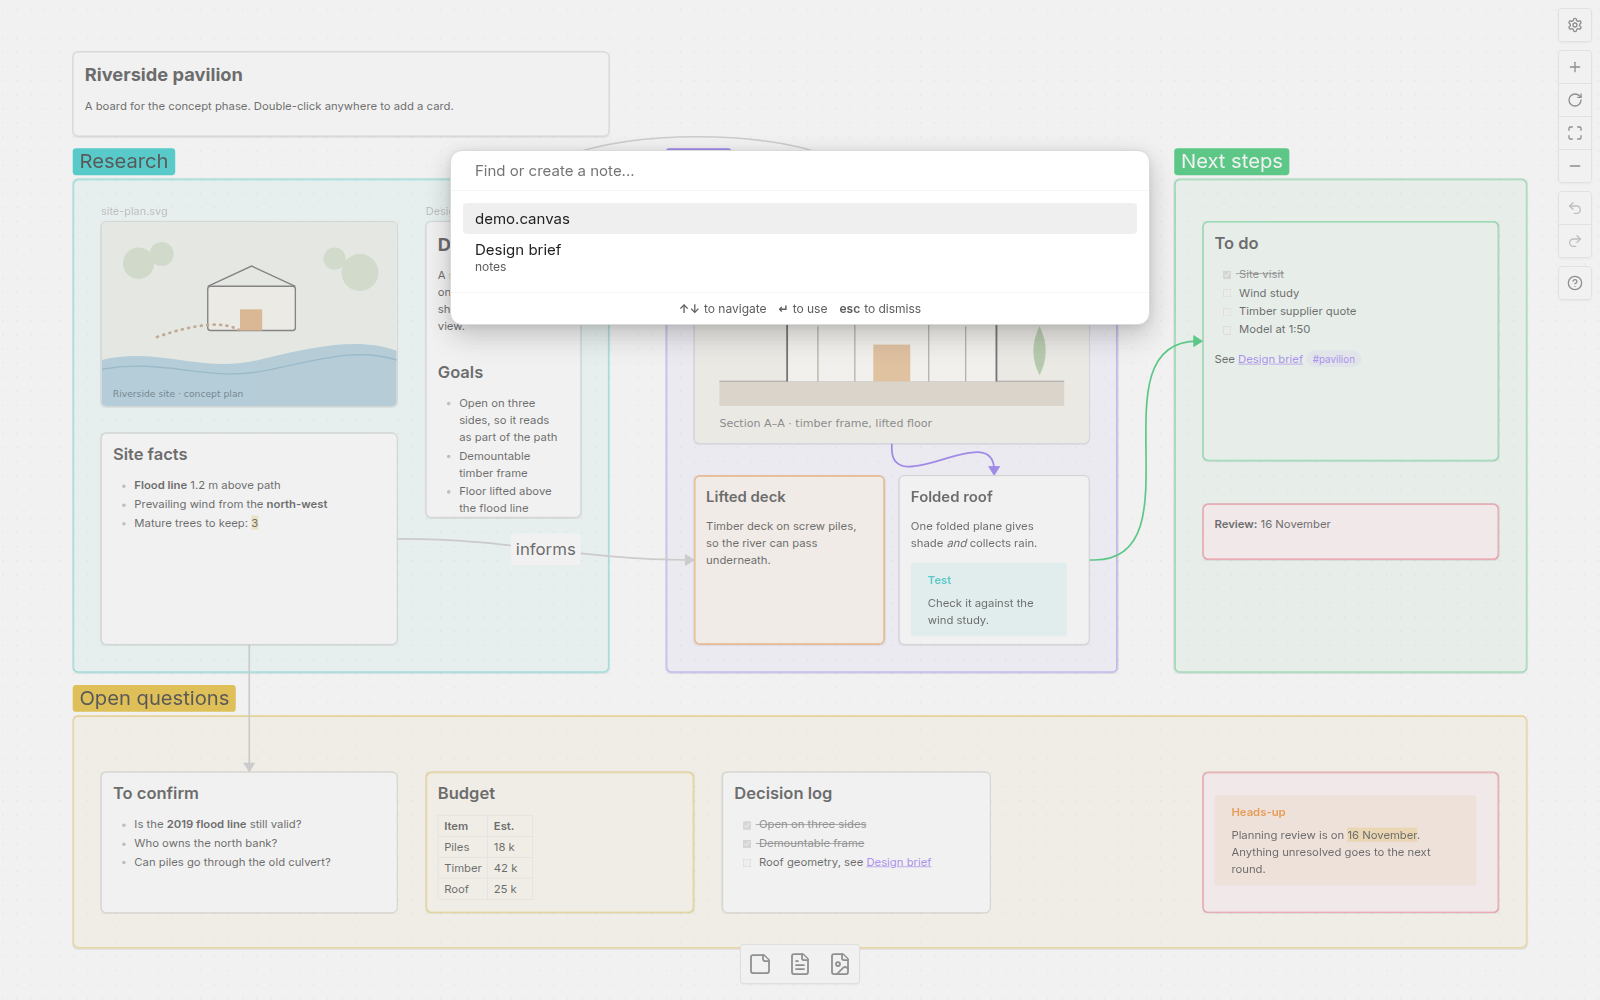 Riverside pavilion
A board for the concept phase. Double-click anywhere to add a card.
Research
Next steps
Find or create a note...
demo.canvas
Design brief
notes
↑↓ to navigate ↵ to use esc to dismiss
site-plan.svg
Riverside site · concept plan
Site facts
Flood line 1.2 m above path
Prevailing wind from the north-west
Mature trees to keep: 3
view.
Goals
Open on three
sides, so it reads
as part of the path
Demountable
timber frame
Floor lifted above
the flood line
informs
Section A–A · timber frame, lifted floor
Lifted deck
Timber deck on screw piles,
so the river can pass
underneath.
Folded roof
One folded plane gives
shade and collects rain.
Test
Check it against the
wind study.
To do
Site visit
Wind study
Timber supplier quote
Model at 1:50
See Design brief #pavilion
Review: 16 November
Open questions
To confirm
Is the 2019 flood line still valid?
Who owns the north bank?
Can piles go through the old culvert?
Budget
Item Est.
Piles 18 k
Timber 42 k
Roof 25 k
Decision log
Open on three sides
Demountable frame
Roof geometry, see Design brief
Heads-up
Planning review is on 16 November.
Anything unresolved goes to the next
round.